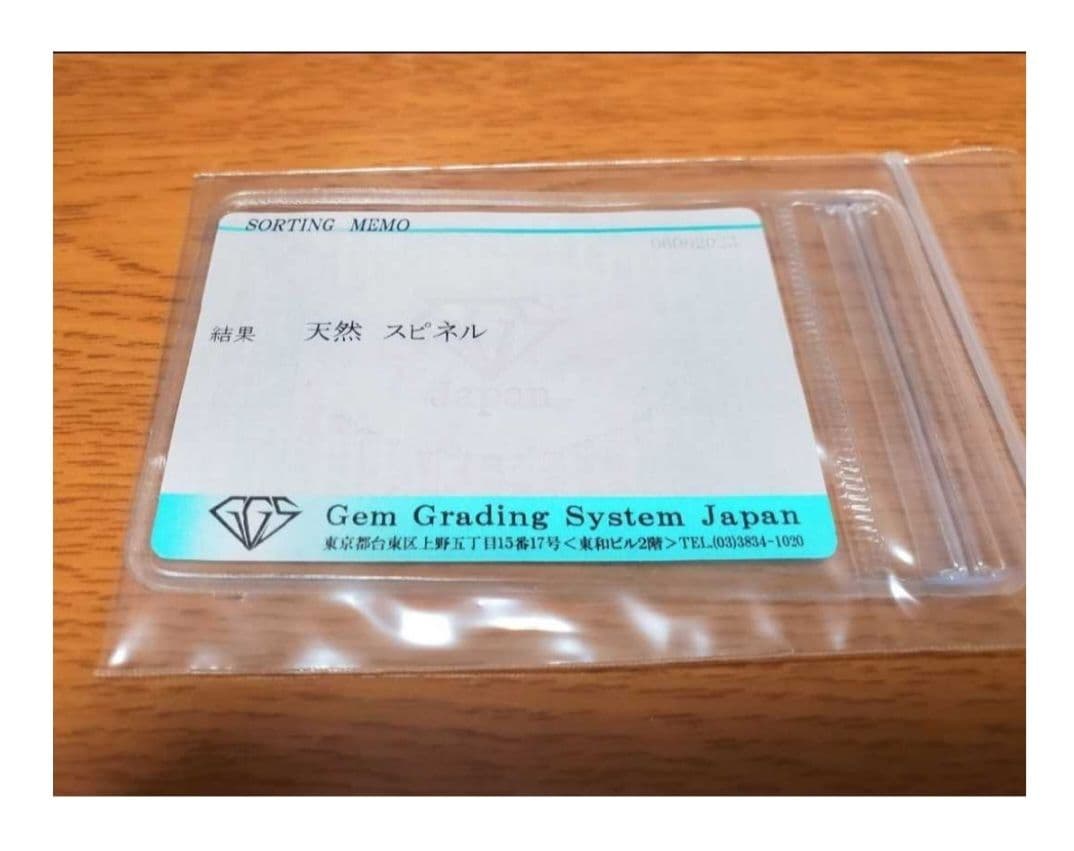 SORTING MEMO
結果 天然 スピネル
GGS Gem Grading System Japan
東京都台東区上野五丁目15番17号<東和ビル2階>TEL.(03)3834-1020
Japan